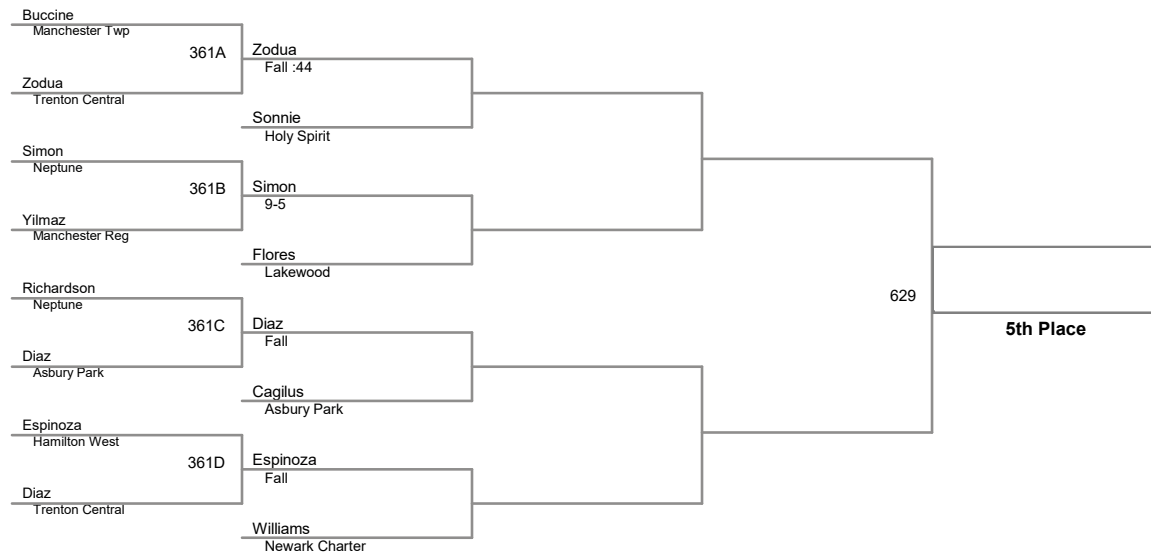 Buccine
Manchester Twp
361A
Zodua
Trenton Central
Zodua
Fall :44
Sonnie
Holy Spirit
Simon
Neptune
361B
Yilmaz
Manchester Reg
Simon
9-5
Flores
Lakewood
Richardson
Neptune
361C
Diaz
Asbury Park
Diaz
Fall
Cagilus
Asbury Park
Espinoza
Hamilton West
361D
Diaz
Trenton Central
Espinoza
Fall
Williams
Newark Charter
629
5th Place